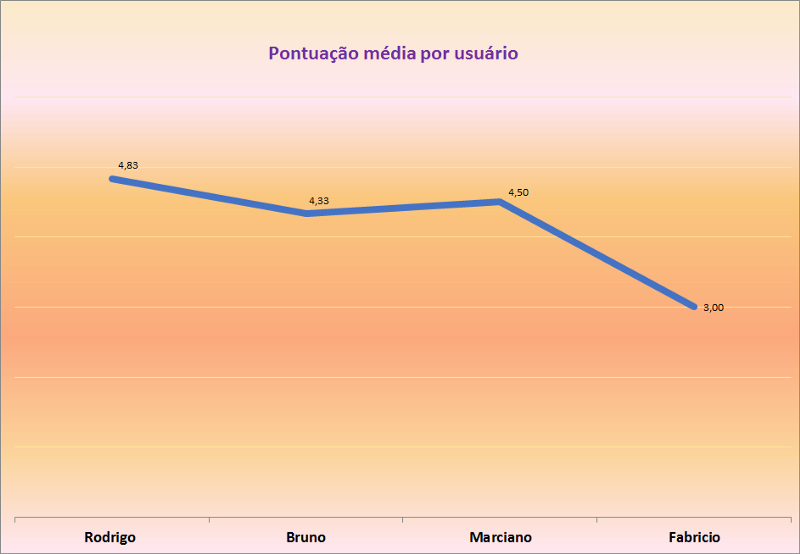 Pontuação média por usuário
4,83
4,33
4,50
3,00
Rodrigo
Bruno
Marciano
Fabricio